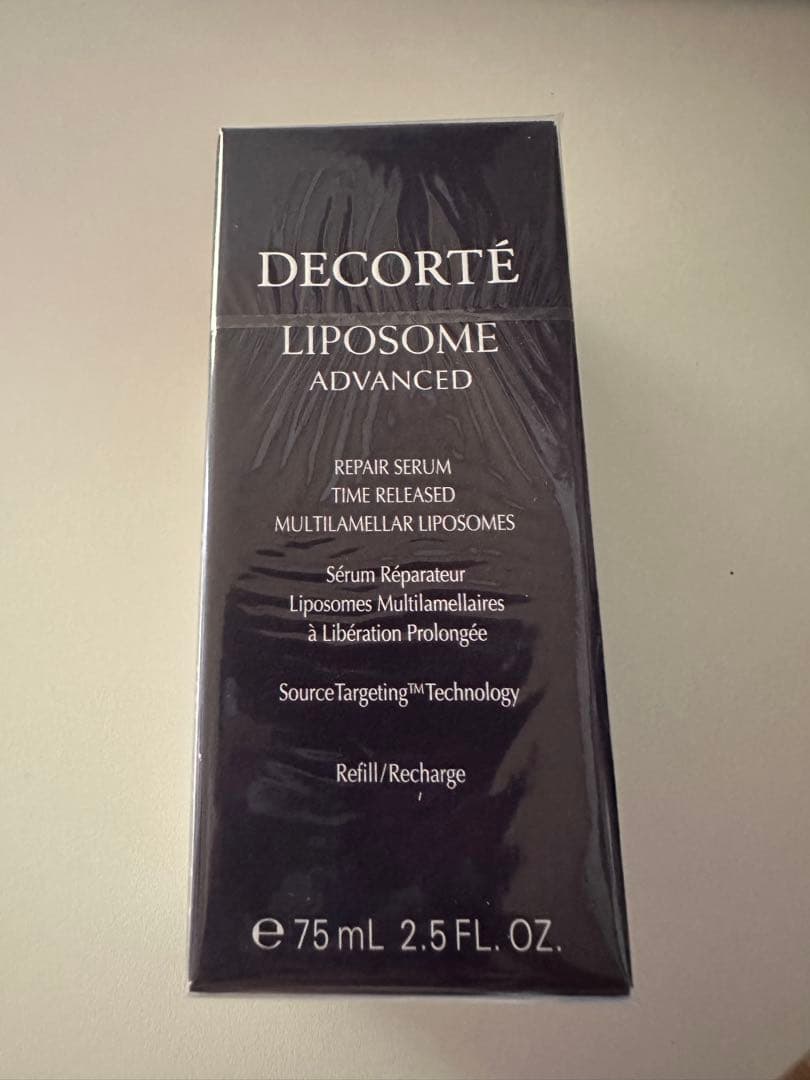 DECORTÉ
LIPOSOME
ADVANCED
REPAIR SERUM
TIME RELEASED
MULTILAMELLAR LIPOSOMES
Sérum Réparateur
Liposomes Multilamellaires
à Libération Prolongée
SourceTargeting™Technology
Refill/Recharge
℮ 75 mL 2.5 FL. OZ.